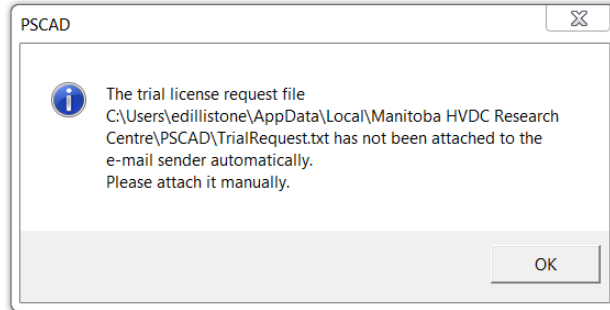 PSCAD
The trial license request file
C:\Users\edillistone\AppData\Local\Manitoba HVDC Research
Centre\PSCAD\TrialRequest.txt has not been attached to the
e-mail sender automatically.
Please attach it manually.
OK